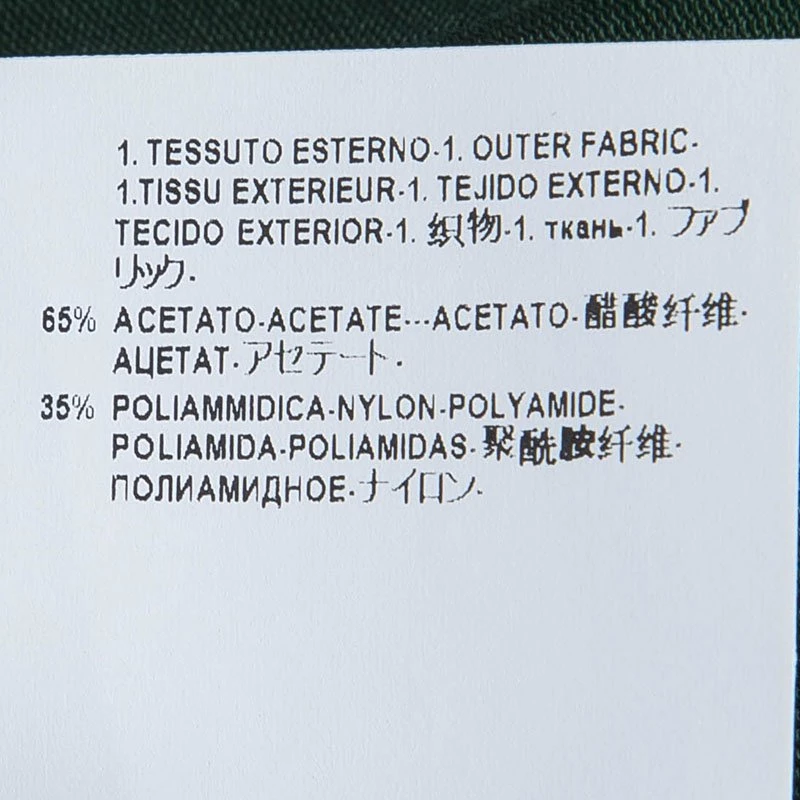 1. TESSUTO ESTERNO-1. OUTER FABRIC-
1.TISSU EXTERIEUR-1. TEJIDO EXTERNO-1.
TECIDO EXTERIOR-1. 织物-1. ткань-1. ファブ
リック.
65% ACETATO-ACETATE---ACETATO-醋酸纤维-
АЦЕТАТ-アセテート.
35% POLIAMMIDICA-NYLON-POLYAMIDE-
POLIAMIDA-POLIAMIDAS-聚酰胺纤维-
ПОЛИАМИДНОЕ-ナイロン.